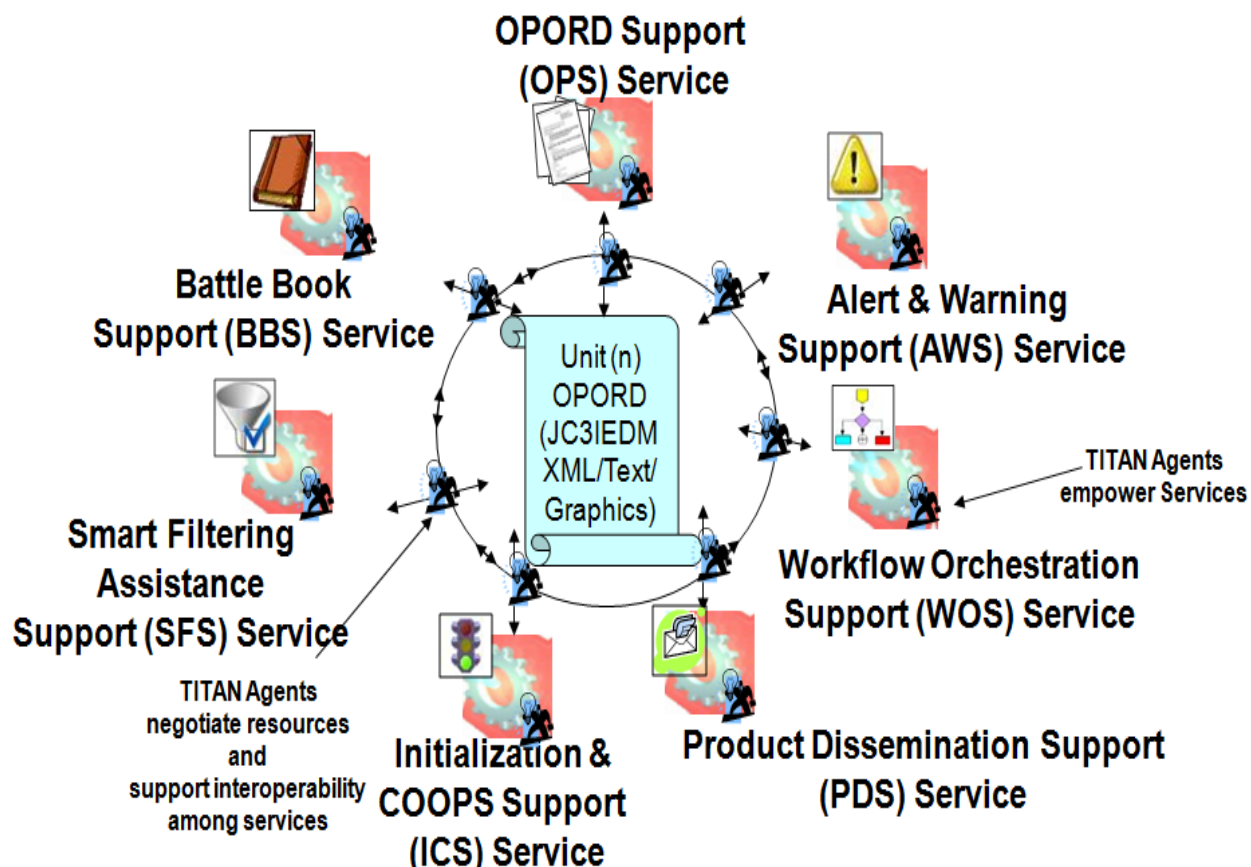 OPORD Support
(OPS) Service
Battle Book
Support (BBS) Service
Alert & Warning
Support (AWS) Service
Unit (n)
OPORD
(JC3IEDM
XML/Text/
Graphics)
TITAN Agents
empower Services
Smart Filtering
Assistance
Support (SFS) Service
Workflow Orchestration
Support (WOS) Service
TITAN Agents
negotiate resources
and
support interoperability
among services
Initialization &
COOPS Support
(ICS) Service
Product Dissemination Support
(PDS) Service